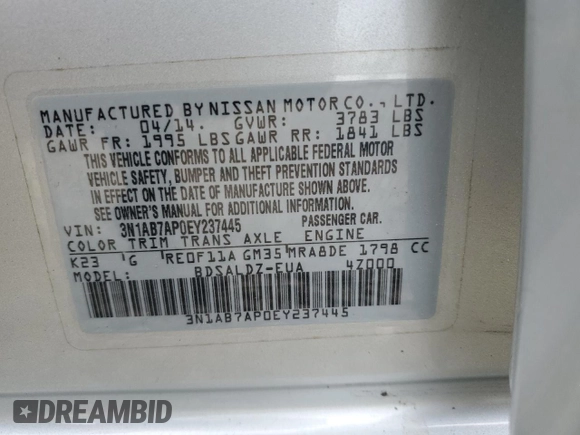 MANUFACTURED BY NISSAN MOTOR CO., LTD.
DATE: 04/14. GVWR: 3783 LBS
GAWR FR: 1995 LBS GAWR RR: 1841 LBS
THIS VEHICLE CONFORMS TO ALL APPLICABLE FEDERAL MOTOR
VEHICLE SAFETY, BUMPER AND THEFT PREVENTION STANDARDS
IN EFFECT ON THE DATE OF MANUFACTURE SHOWN ABOVE.
SEE OWNER'S MANUAL FOR ADDITIONAL INFORMATION.
VIN: 3N1AB7AP0EY237445 PASSENGER CAR.
COLOR TRIM TRANS AXLE ENGINE
K23 'G 'RE0F11A GM35 MRA8DE 1798 CC
MODEL: BDSALDZ-EUA 4Z000
3N1AB7AP0EY237445
DREAMBID